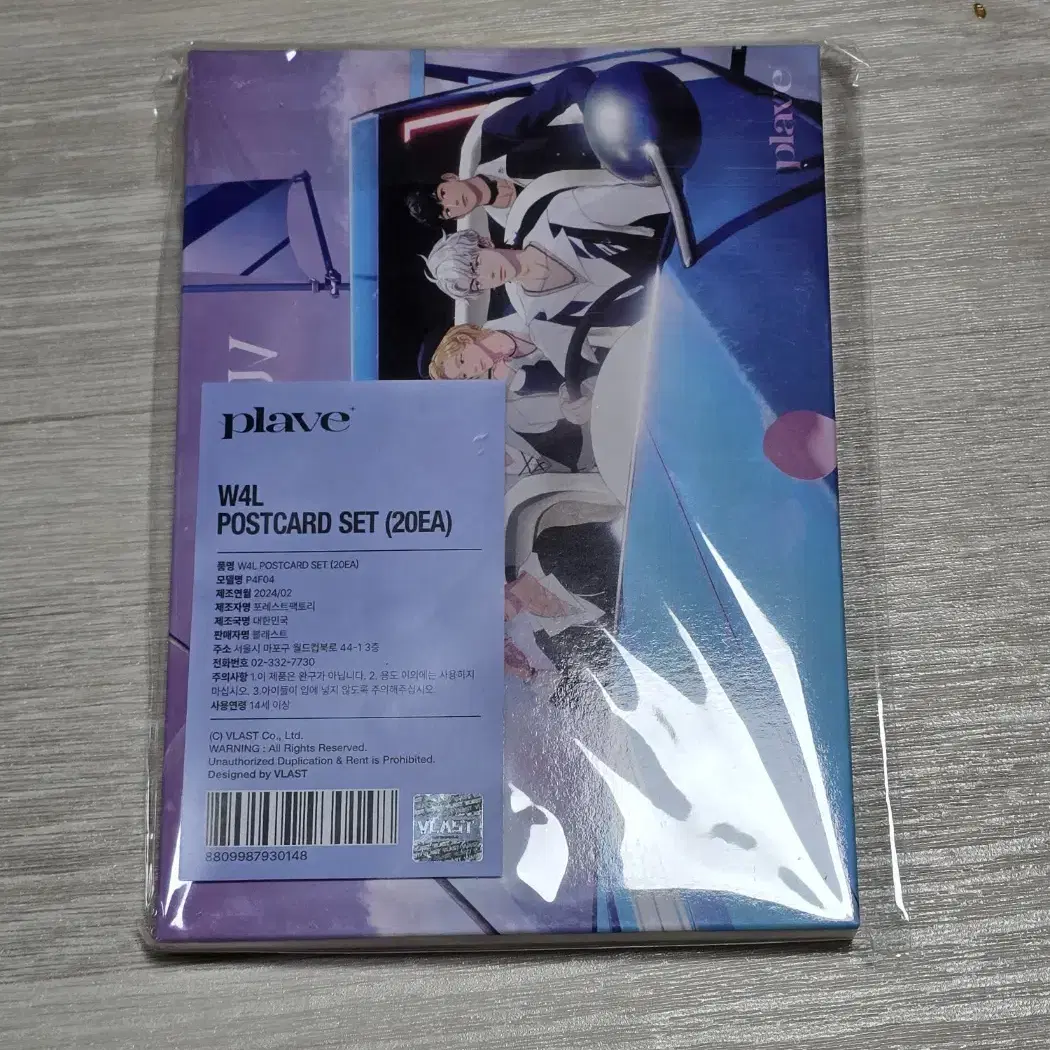 plave
plave
W4L
POSTCARD SET (20EA)
품명 W4L POSTCARD SET (20EA)
모델명 P4F04
제조연월 2024/02
제조자명 포레스트팩토리
제조국명 대한민국
판매자명 블래스트
주소 서울시 마포구 월드컵북로 44-1 3층
전화번호 02-332-7730
주의사항 1.이 제품은 완구가 아닙니다. 2. 용도 이외에는 사용하지
마십시오. 3.아이들이 입에 넣지 않도록 주의해주십시오.
사용연령 14세 이상
(C) VLAST Co., Ltd.
WARNING : All Rights Reserved.
Unauthorized Duplication & Rent is Prohibited.
Designed by VLAST
VLAST
8809987930148